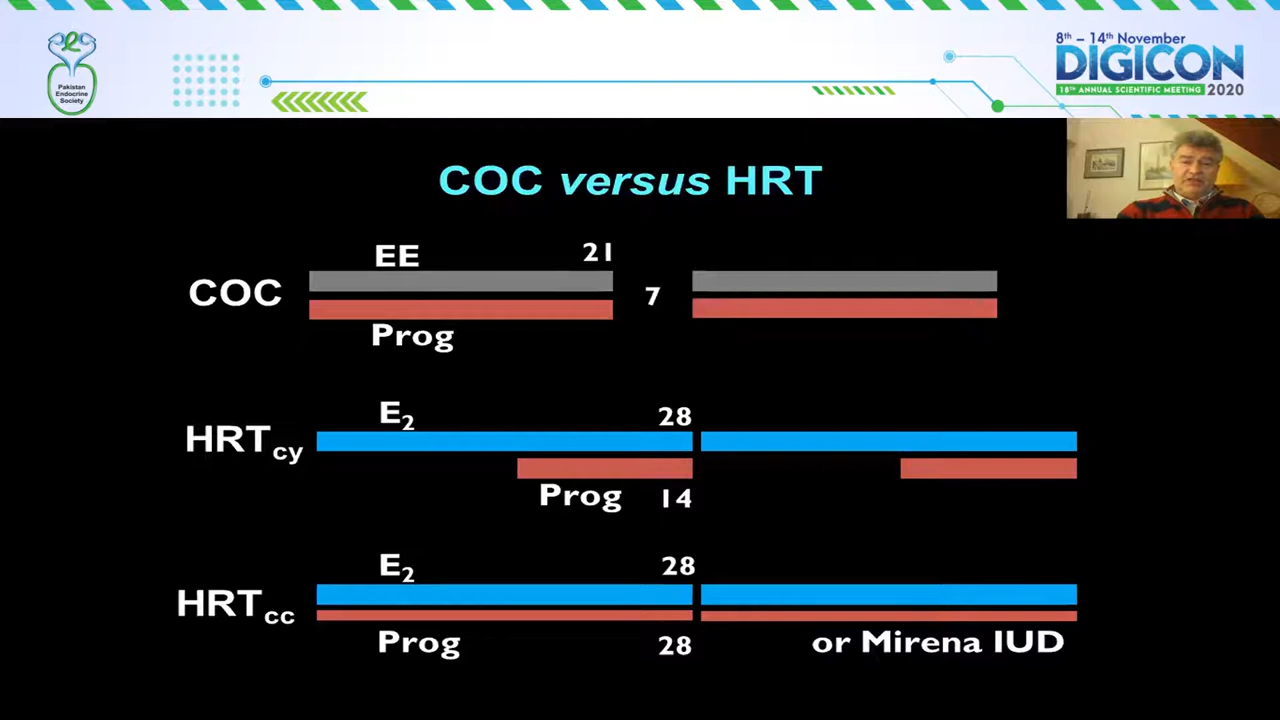 Pakistan
Endocrine
Society
8th – 14th November
DIGICON
18TH ANNUAL SCIENTIFIC MEETING 2020
COC versus HRT
EE 21
COC 7
Prog
E2 28
HRTcy
Prog 14
E2 28
HRTcc
Prog 28 or Mirena IUD